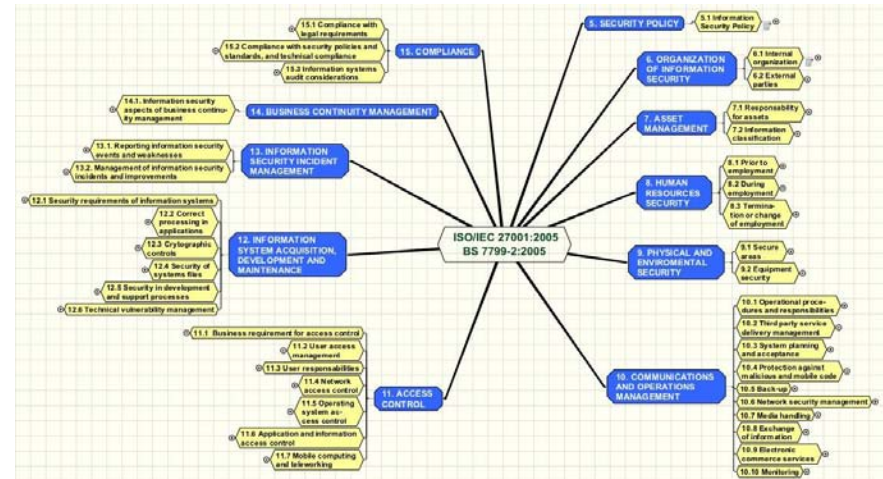 ISO/IEC 27001:2005
BS 7799-2:2005
5. SECURITY POLICY
5.1 Information
Security Policy
6. ORGANIZATION
OF INFORMATION
SECURITY
6.1 Internal
organization
6.2 External
parties
7. ASSET
MANAGEMENT
7.1 Responsability
for assets
7.2 Information
classification
8. HUMAN
RESOURCES
SECURITY
8.1 Prior to
employment
8.2 During
employment
8.3 Termina-
tion or change
of employment
9. PHYSICAL AND
ENVIROMENTAL
SECURITY
9.1 Secure
areas
9.2 Equipment
security
10. COMMUNICATIONS
AND OPERATIONS
MANAGEMENT
10.1 Operational proce-
dures and responsibilities
10.2 Third party service
delivery management
10.3 System planning
and acceptance
10.4 Protection against
malicious and mobile code
10.5 Back-up
10.6 Network security management
10.7 Media handling
10.8 Exchange
of information
10.9 Electronic
commerce services
10.10 Monitoring
11. ACCESS
CONTROL
11.1 Business requirement for access control
11.2 User access
management
11.3 User responsabilities
11.4 Network
access control
11.5 Operating
system ac-
cess control
11.6 Application and information
access control
11.7 Mobile computing
and teleworking
12. INFORMATION
SYSTEM ACQUISITION,
DEVELOPMENT AND
MAINTENANCE
12.1 Security requirements of information systems
12.2 Correct
processing in
applications
12.3 Crytographic
controls
12.4 Security of
systems files
12.5 Security in development
and support processes
12.6 Technical vulnerability management
13. INFORMATION
SECURITY INCIDENT
MANAGEMENT
13.1. Reporting information security
events and weaknesses
13.2. Management of information security
incidents and improvements
14. BUSINESS CONTINUITY MANAGEMENT
14.1. Information security
aspects of business continu-
ity management
15. COMPLIANCE
15.1 Compliance with
legal requirements
15.2 Compliance with security policies and
standards, and technical compliance
15.3 Information systems
audit considerations